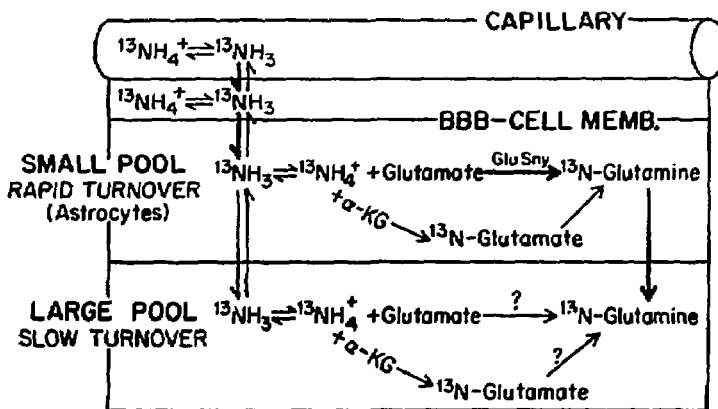 CAPILLARY
¹³NH₄⁺ ⇌ ¹³NH₃
¹³NH₄⁺ ⇌ ¹³NH₃
BBB-CELL MEMB.
SMALL POOL
RAPID TURNOVER
(Astrocytes)
¹³NH₃ ⇌ ¹³NH₄⁺ + Glutamate Glu Sny → ¹³N-Glutamine
+α-KG → ¹³N-Glutamate
LARGE POOL
SLOW TURNOVER
¹³NH₃ ⇌ ¹³NH₄⁺ + Glutamate ? → ¹³N-Glutamine
+α-KG → ¹³N-Glutamate ?